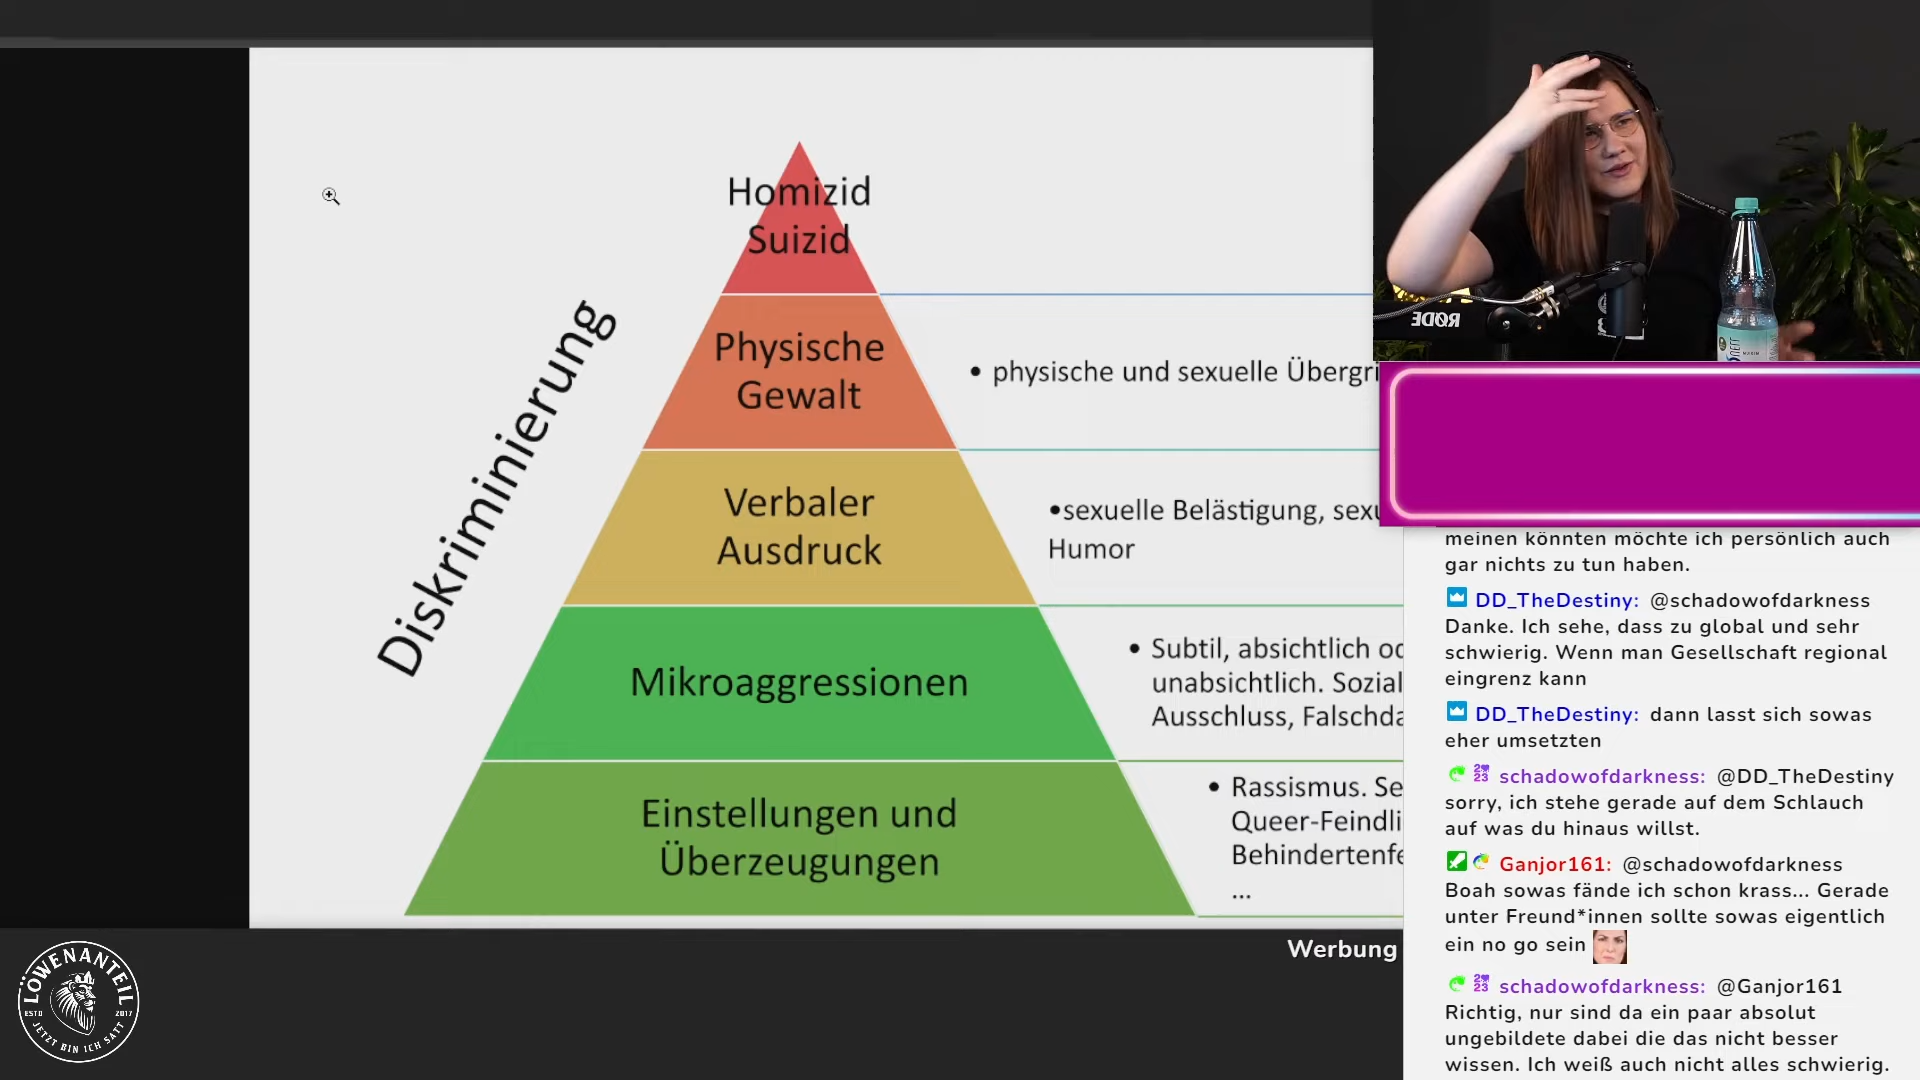 Homizid
Suizid
Diskriminierung
Physische
Gewalt
• physische und sexuelle Übergri
Verbaler
Ausdruck
•sexuelle Belästigung, sexu
Humor
Mikroaggressionen
• Subtil, absichtlich oc
unabsichtlich. Sozial
Ausschluss, Falschda
Einstellungen und
Überzeugungen
• Rassismus. Se
Queer-Feindli
Behindertenfe
...
RØDE
meinen könnten möchte ich persönlich auch
gar nichts zu tun haben.
DD_TheDestiny: @schadowofdarkness
Danke. Ich sehe, dass zu global und sehr
schwierig. Wenn man Gesellschaft regional
eingrenz kann
DD_TheDestiny: dann lasst sich sowas
eher umsetzten
schadowofdarkness: @DD_TheDestiny
sorry, ich stehe gerade auf dem Schlauch
auf was du hinaus willst.
Ganjor161: @schadowofdarkness
Boah sowas fände ich schon krass... Gerade
unter Freund*innen sollte sowas eigentlich
ein no go sein
schadowofdarkness: @Ganjor161
Richtig, nur sind da ein paar absolut
ungebildete dabei die das nicht besser
wissen. Ich weiß auch nicht alles schwierig.
Werbung
LÖWENANTEIL
ESTD 2017
JETZT BIN ICH SATT